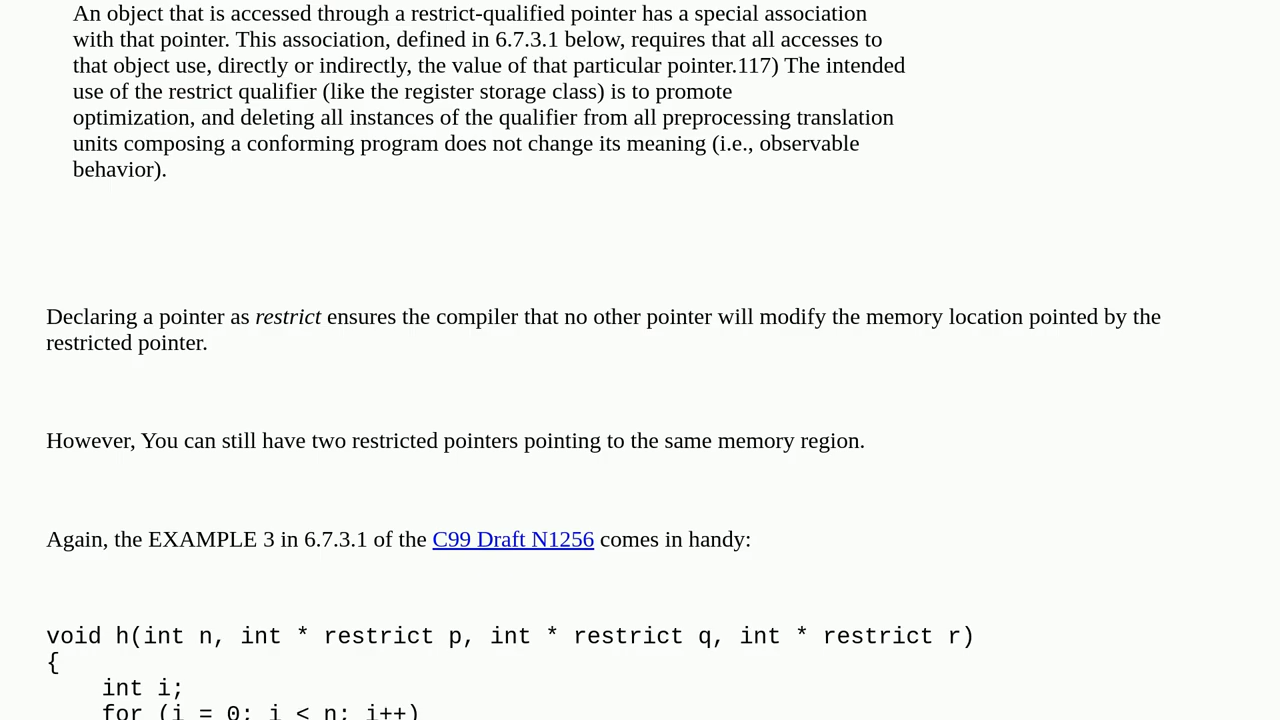 An object that is accessed through a restrict-qualified pointer has a special association
with that pointer. This association, defined in 6.7.3.1 below, requires that all accesses to
that object use, directly or indirectly, the value of that particular pointer.117) The intended
use of the restrict qualifier (like the register storage class) is to promote
optimization, and deleting all instances of the qualifier from all preprocessing translation
units composing a conforming program does not change its meaning (i.e., observable
behavior).
Declaring a pointer as restrict ensures the compiler that no other pointer will modify the memory location pointed by the
restricted pointer.
However, You can still have two restricted pointers pointing to the same memory region.
Again, the EXAMPLE 3 in 6.7.3.1 of the C99 Draft N1256 comes in handy:
void h(int n, int * restrict p, int * restrict q, int * restrict r)
{
    int i;
    for (i = 0; i < n; i++)